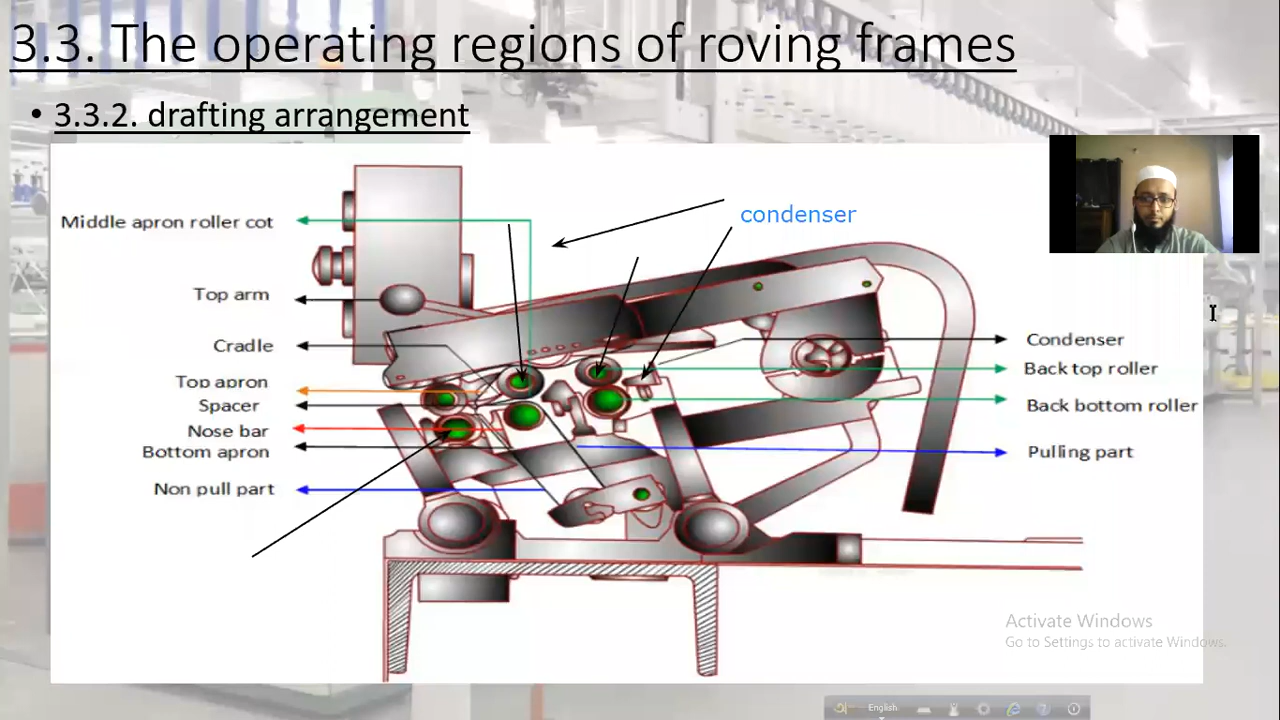 3.3. The operating regions of roving frames
• 3.3.2. drafting arrangement
condenser
Middle apron roller cot
Top arm
Cradle
Top apron
Spacer
Nose bar
Bottom apron
Non pull part
Condenser
Back top roller
Back bottom roller
Pulling part
Activate Windows
Go to Settings to activate Windows.
English